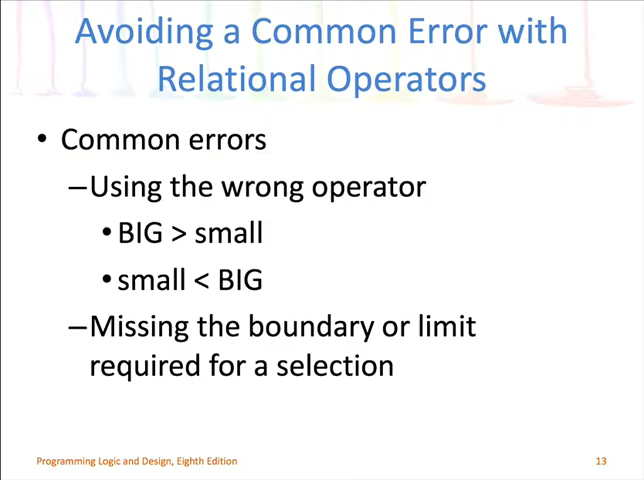 Avoiding a Common Error with
Relational Operators
• Common errors
–Using the wrong operator
• BIG > small
• small < BIG
–Missing the boundary or limit
required for a selection
Programming Logic and Design, Eighth Edition
13